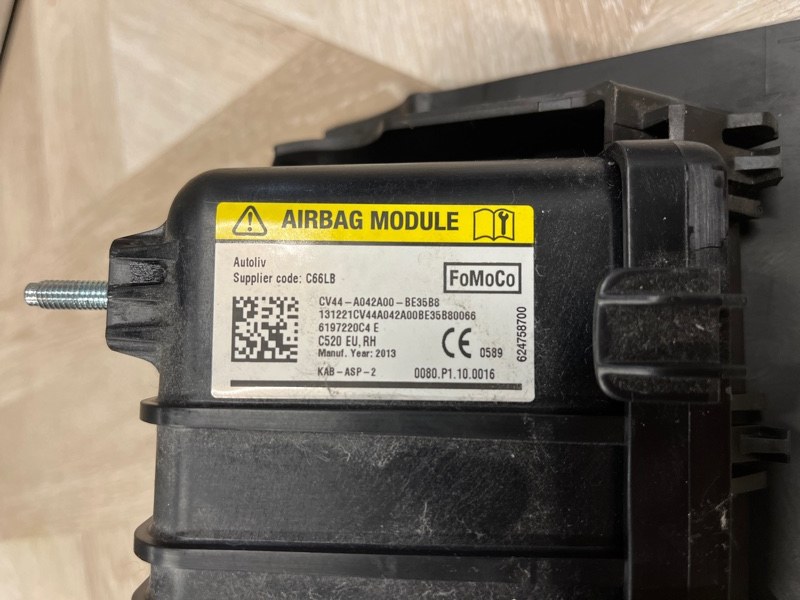 AIRBAG MODULE
Autoliv
Supplier code: C66LB
FoMoCo
CV44-A042A00-BE35B8
131221CV44A042A00BE35B80066
6197220C4 E
C520 EU, RH
Manuf. Year: 2013
CE 0589
KAB-ASP-2 0080.P1.10.0016
624758700